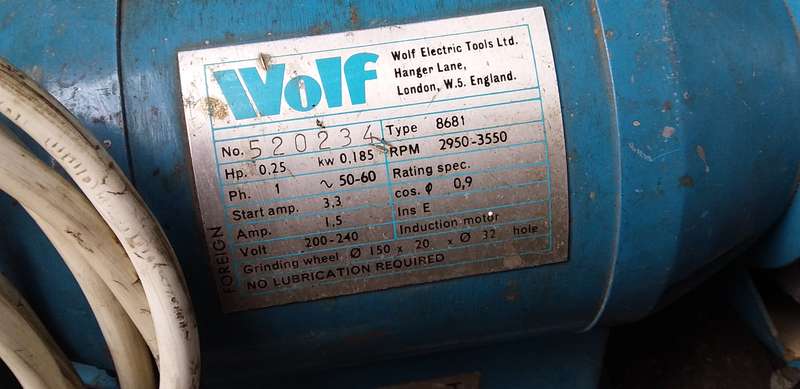 Wolf
Wolf Electric Tools Ltd.
Hanger Lane,
London, W.5. England.
No. 520234 Type 8681
Hp. 0,25 kw 0,185 RPM 2950-3550
Ph. 1 ∿ 50-60 Rating spec.
Start amp. 3.3 cos. φ 0,9
Amp. 1.5 Ins E
Volt 200-240 Induction motor
Grinding wheel Ø 150 x 20 x Ø 32 hole
NO LUBRICATION REQUIRED
FOREIGN